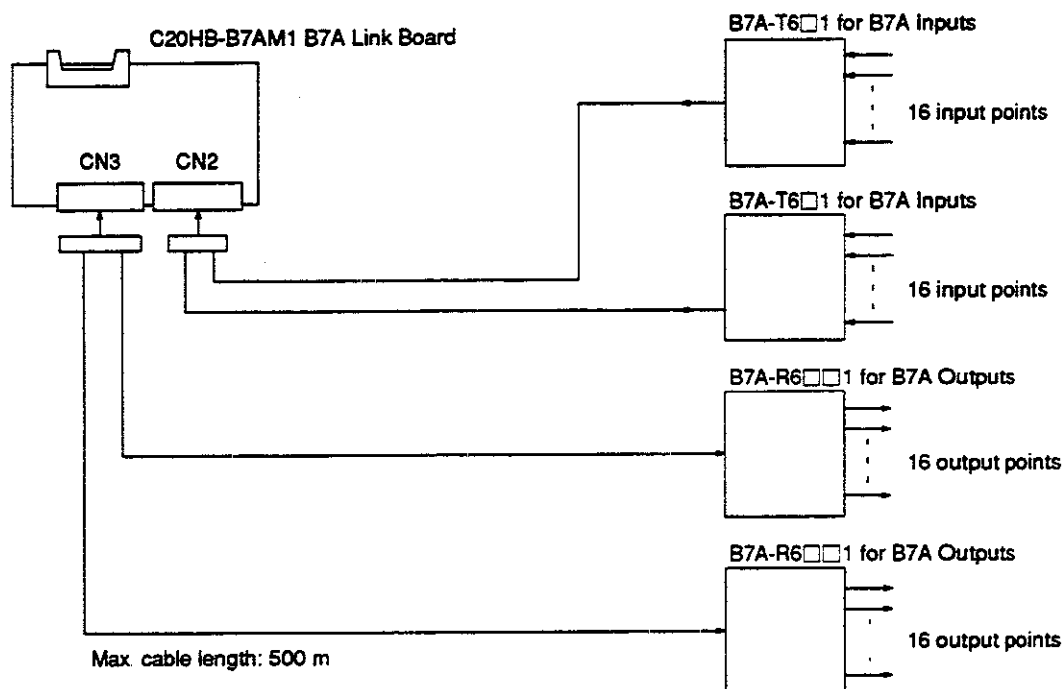 C20HB-B7AM1 B7A Link Board
CN3 CN2
B7A-T6□1 for B7A Inputs
16 input points
B7A-T6□1 for B7A Inputs
16 input points
B7A-R6□□1 for B7A Outputs
16 output points
B7A-R6□□1 for B7A Outputs
16 output points
Max. cable length: 500 m